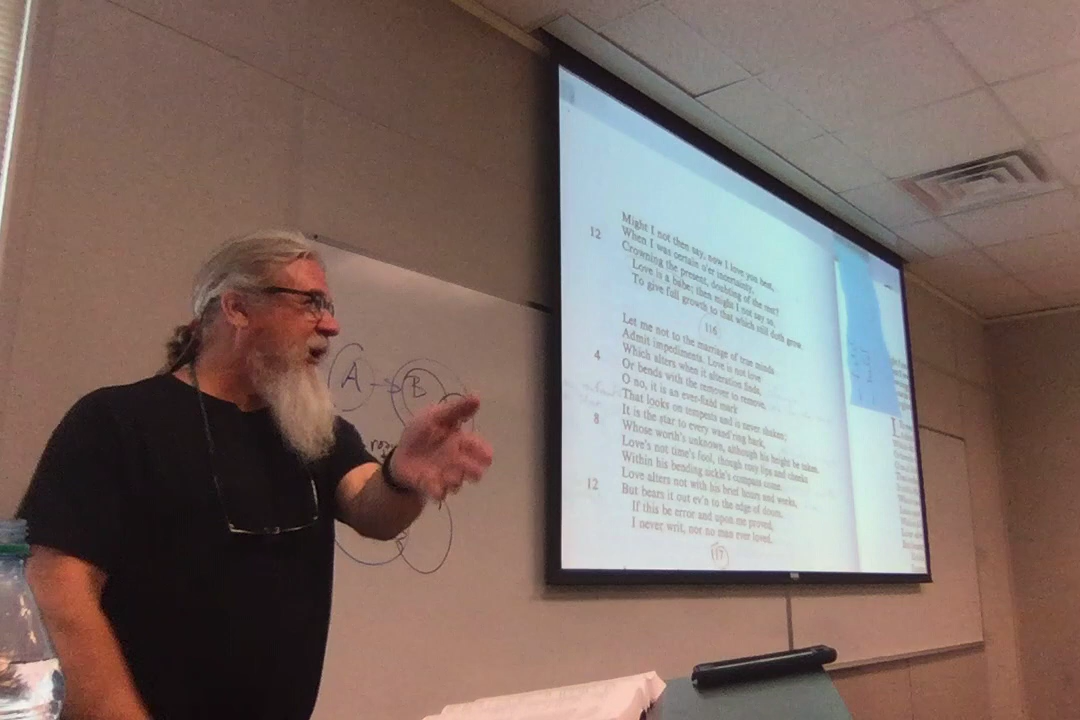 A → B
12
Might I not then say, now I love you best,
When I was certain o'er incertainty,
Crowning the present, doubting of the rest?
Love is a babe; then might I not say so,
To give full growth to that which still doth grow.
116
Let me not to the marriage of true minds
Admit impediments. Love is not love
4
Which alters when it alteration finds,
Or bends with the remover to remove.
O no, it is an ever-fixèd mark
That looks on tempests and is never shaken;
8
It is the star to every wand'ring bark,
Whose worth's unknown, although his height be taken.
Love's not time's fool, though rosy lips and cheeks
Within his bending sickle's compass come.
Love alters not with his brief hours and weeks,
12
But bears it out ev'n to the edge of doom.
If this be error and upon me proved,
I never writ, nor no man ever loved.
117